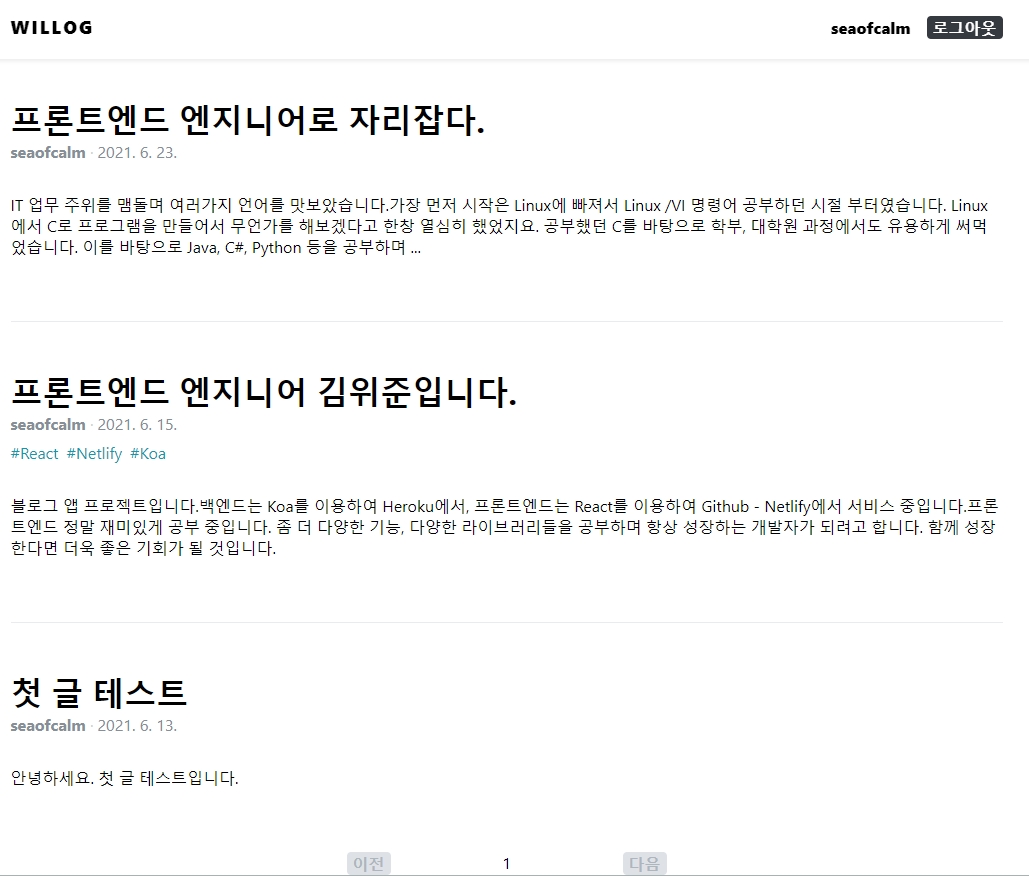 WILLOG
seaofcalm 로그아웃
프론트엔드 엔지니어로 자리잡다.
seaofcalm · 2021. 6. 23.
IT 업무 주위를 맴돌며 여러가지 언어를 맛보았습니다.가장 먼저 시작은 Linux에 빠져서 Linux /VI 명령어 공부하던 시절 부터였습니다. Linux
에서 C로 프로그램을 만들어서 무언가를 해보겠다고 한창 열심히 했었지요. 공부했던 C를 바탕으로 학부, 대학원 과정에서도 유용하게 써먹
었습니다. 이를 바탕으로 Java, C#, Python 등을 공부하며 ...
프론트엔드 엔지니어 김위준입니다.
seaofcalm · 2021. 6. 15.
#React #Netlify #Koa
블로그 앱 프로젝트입니다.백엔드는 Koa를 이용하여 Heroku에서, 프론트엔드는 React를 이용하여 Github - Netlify에서 서비스 중입니다.프론
트엔드 정말 재미있게 공부 중입니다. 좀 더 다양한 기능, 다양한 라이브러리들을 공부하며 항상 성장하는 개발자가 되려고 합니다. 함께 성장
한다면 더욱 좋은 기회가 될 것입니다.
첫 글 테스트
seaofcalm · 2021. 6. 13.
안녕하세요. 첫 글 테스트입니다.
이전 1 다음